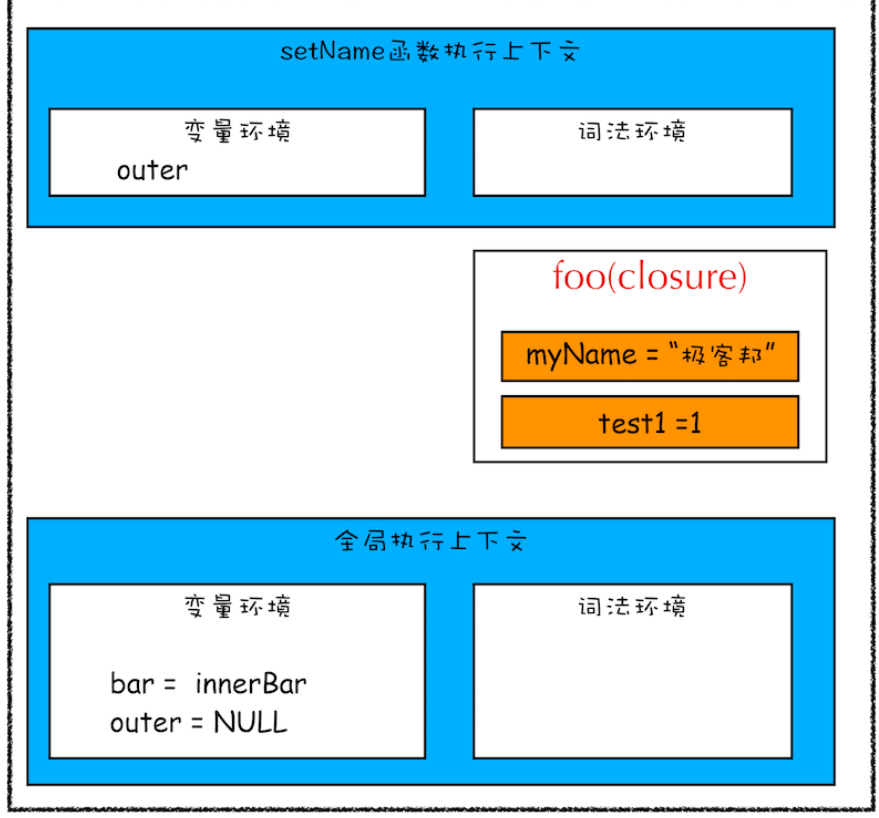 setName函数执行上下文
变量环境
词法环境
outer
foo(closure)
myName = “极客邦”
test1 =1
全局执行上下文
变量环境
词法环境
bar = innerBar
outer = NULL